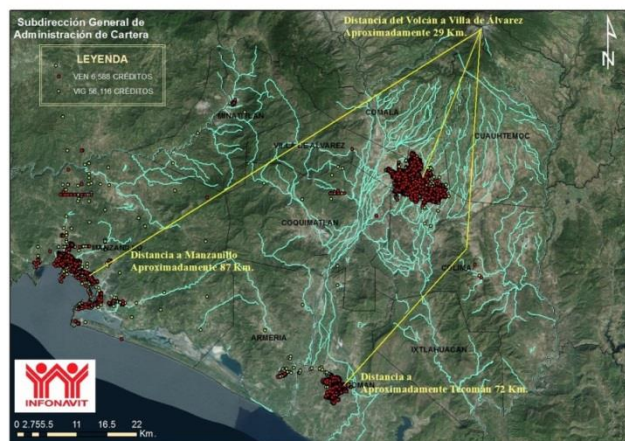 Subdirección General de
Administración de Cartera
LEYENDA
VEN 6,588 CRÉDITOS
VIG 56,116 CRÉDITOS
Distancia del Volcán a Villa de Álvarez
Aproximadamente 29 Km.
N
MINATITLAN
COMALA
CUAUHTEMOC
VILLA DE ALVAREZ
COQUIMATLAN
MANZANILLO
Distancia a Manzanillo
Aproximadamente 87 Km.
COLIMA
ARMERIA
IXTLAHUACAN
Distancia a
Aproximadamente Tecomán 72 Km.
INFONAVIT
0 2.755.5 11 16.5 22
Km.